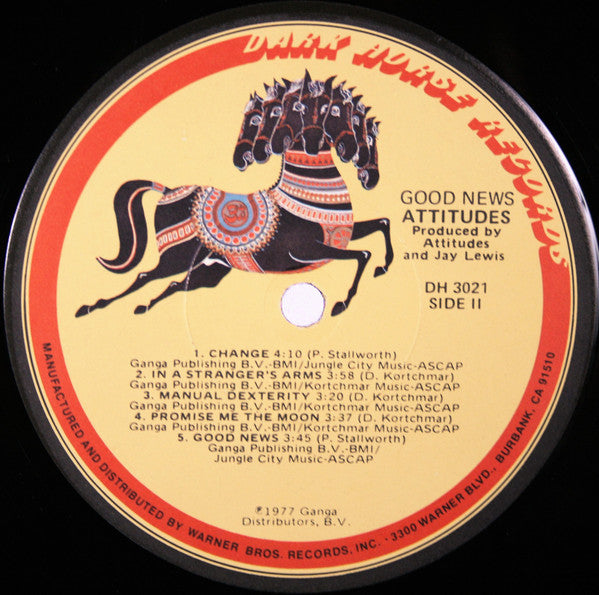 DARK HORSE RECORDS
GOOD NEWS
ATTITUDES
Produced by
Attitudes
and Jay Lewis
DH 3021
SIDE II
1. CHANGE 4:10 (P. Stallworth)
Ganga Publishing B.V.-BMI/Jungle City Music-ASCAP
2. IN A STRANGER'S ARMS 3:58 (D. Kortchmar)
Ganga Publishing B.V.-BMI/Kortchmar Music-ASCAP
3. MANUAL DEXTERITY 3:20 (D. Kortchmar)
Ganga Publishing B.V.-BMI/Kortchmar Music-ASCAP
4. PROMISE ME THE MOON 3:37 (D. Kortchmar)
Ganga Publishing B.V.-BMI/Kortchmar Music-ASCAP
5. GOOD NEWS 3:45 (P. Stallworth)
Ganga Publishing B.V.-BMI/
Jungle City Music-ASCAP
℗1977 Ganga
Distributors, B.V.
MANUFACTURED AND DISTRIBUTED BY WARNER BROS. RECORDS, INC. · 3300 WARNER BLVD., BURBANK, CA 91510